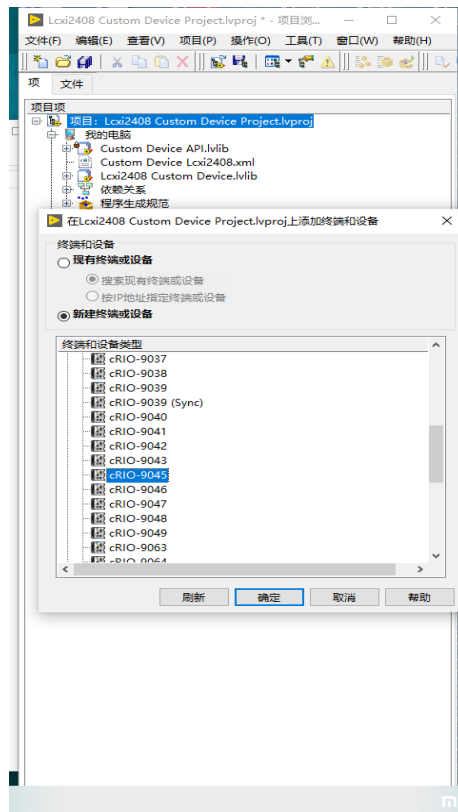 Lcxi2408 Custom Device Project.lvproj * - 项目浏...
文件(F) 编辑(E) 查看(V) 项目(P) 操作(O) 工具(T) 窗口(W) 帮助(H)
项 文件
项目项
项目: Lcxi2408 Custom Device Project.lvproj
我的电脑
Custom Device API.lvlib
Custom Device Lcxi2408.xml
Lcxi2408 Custom Device.lvlib
依赖关系
程序生成规范
在Lcxi2408 Custom Device Project.lvproj上添加终端和设备
终端和设备
现有终端或设备
搜索现有终端或设备
按IP地址指定终端或设备
新建终端或设备
终端和设备类型
cRIO-9037
cRIO-9038
cRIO-9039
cRIO-9039 (Sync)
cRIO-9040
cRIO-9041
cRIO-9042
cRIO-9043
cRIO-9045
cRIO-9046
cRIO-9047
cRIO-9048
cRIO-9049
cRIO-9063
cRIO-9064
刷新 确定 取消 帮助